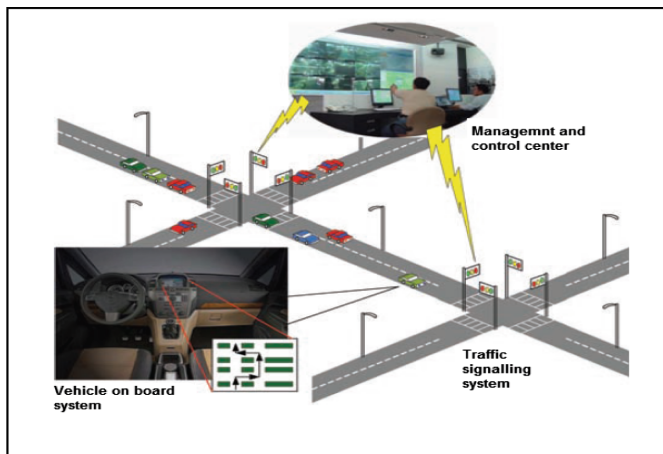 Managemnt and
control center
Traffic
signalling
system
Vehicle on board
system